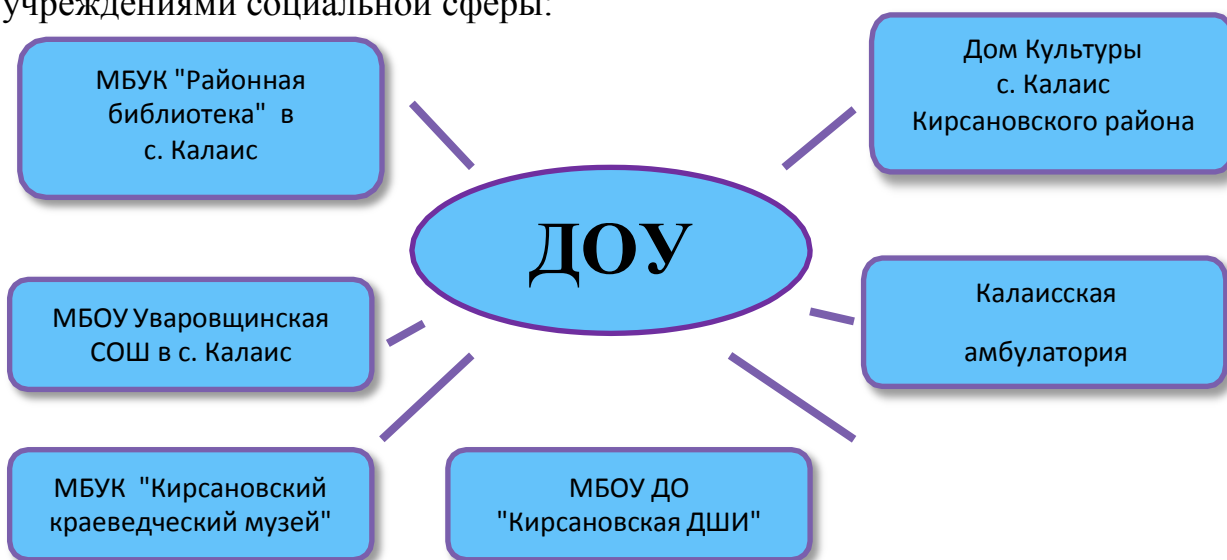 учреждениями социальной сферы:
МБУК "Районная
библиотека" в
с. Калаис
Дом Культуры
с. Калаис
Кирсановского района
ДОУ
МБОУ Уваровщинская
СОШ в с. Калаис
Калаисская
амбулатория
МБУК "Кирсановский
краеведческий музей"
МБОУ ДО
"Кирсановская ДШИ"